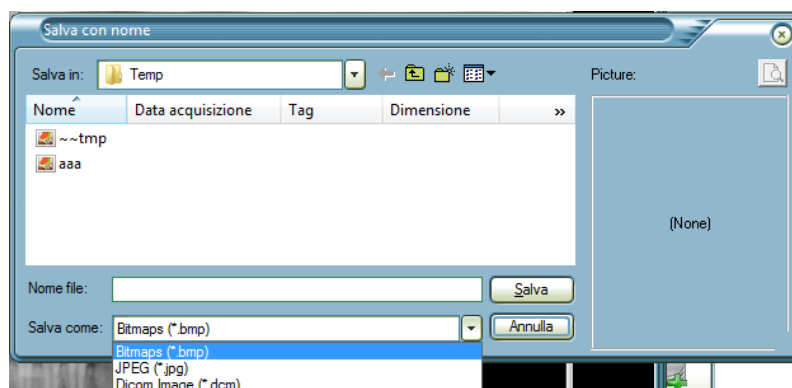 Salva con nome
Salva in: Temp Picture:
Nome Data acquisizione Tag Dimensione »
~~tmp
aaa
(None)
Nome file: Salva
Salva come: Bitmaps (*.bmp) Annulla
Bitmaps (*.bmp)
JPEG (*.jpg)
Dicom Image (*.dcm)